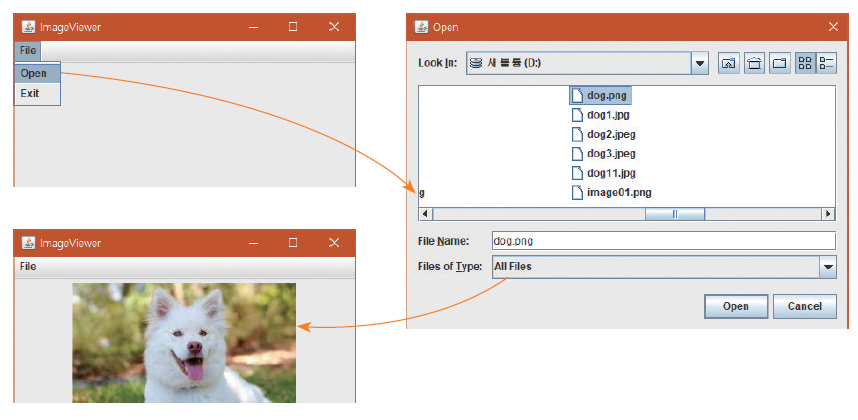 ImageViewer
File
Open
Exit
Open
Look In: 새 볼륨 (D:)
dog.png
dog1.jpg
dog2.jpeg
dog3.jpeg
dog11.jpg
g
image01.png
File Name: dog.png
Files of Type: All Files
Open Cancel
ImageViewer
File